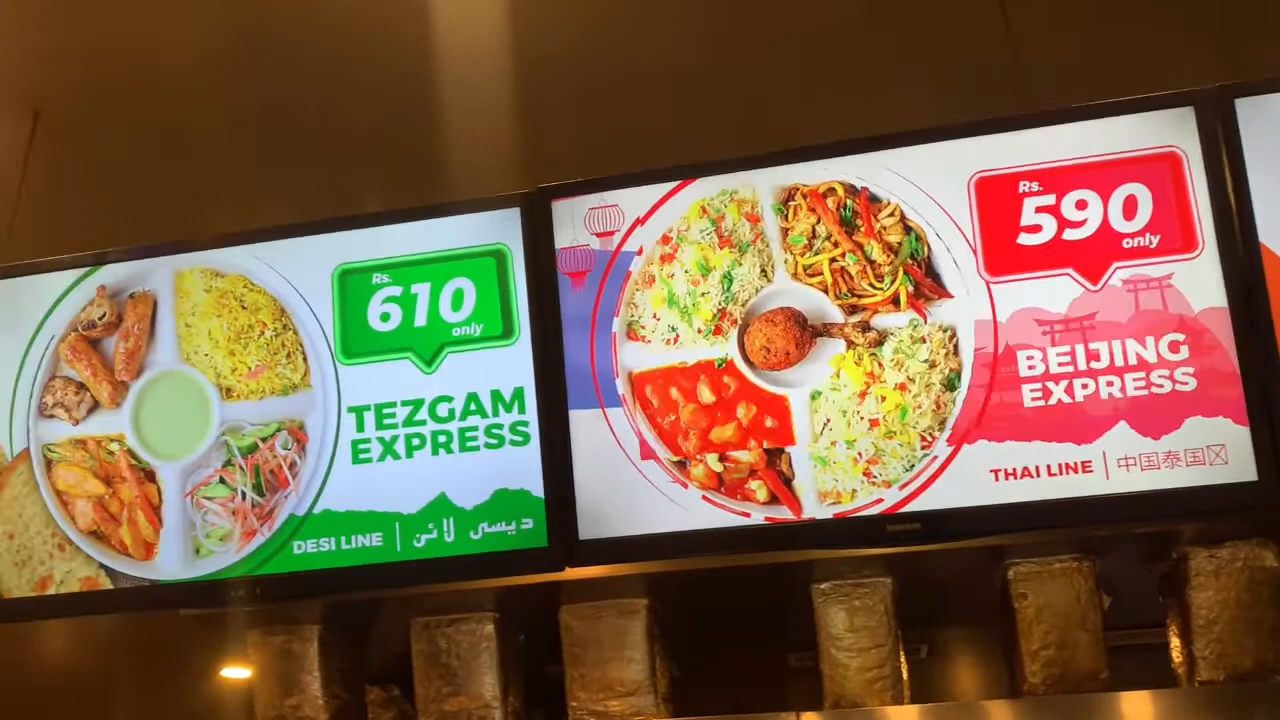 Rs.
610
only
TEZGAM
EXPRESS
DESI LINE | ديسى لائن
Rs.
590
only
BEIJING
EXPRESS
THAI LINE | 中国泰国